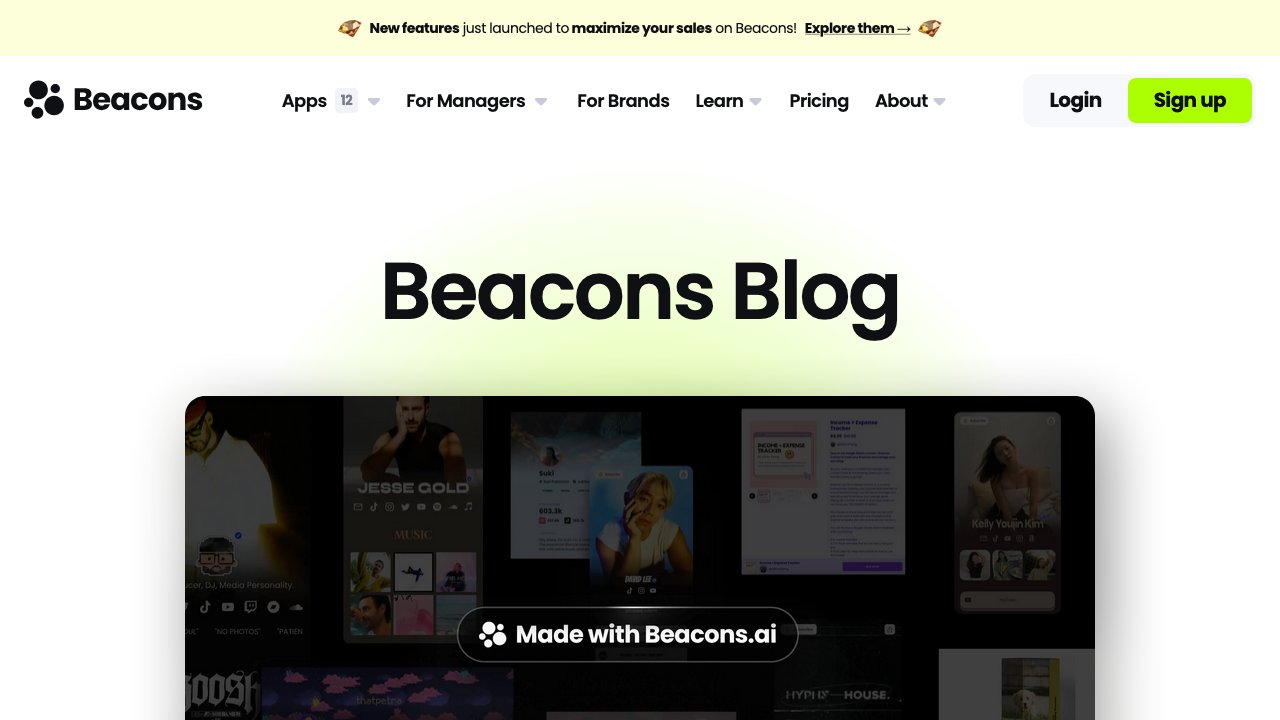 New features just launched to maximize your sales on Beacons! Explore them →
Beacons
Apps 12
For Managers
For Brands
Learn
Pricing
About
Login
Sign up
Beacons Blog
JESSE GOLD
MUSIC
Suki
603.3k
DAVID LEE
Income + Expense Tracker
INCOME + EXPENSE TRACKER
Kelly Youjin Kim
ucer, DJ, Media Personality.
"NO PHOTOS"
"PATIEN
Made with Beacons.ai
thatpetra
HYPHE — HOUSE.